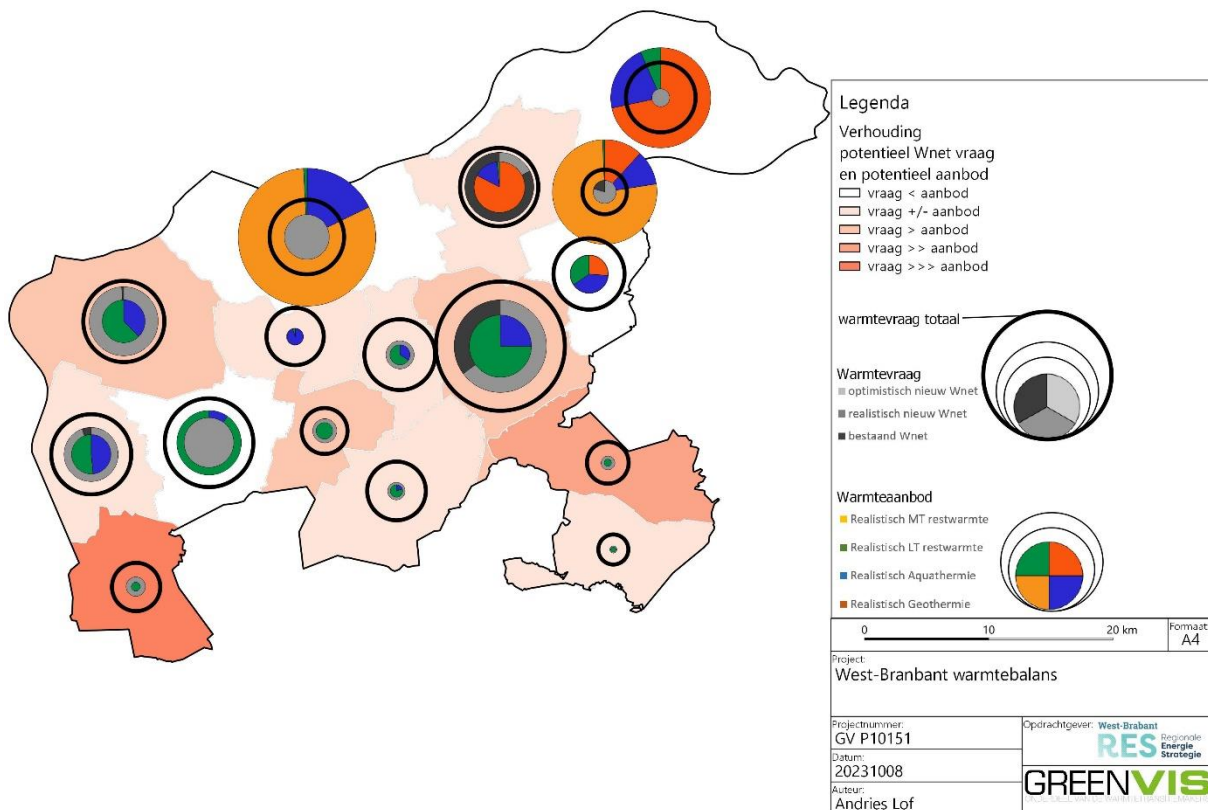 Legenda
Verhouding
potentieel Wnet vraag
en potentieel aanbod
vraag < aanbod
vraag +/- aanbod
vraag > aanbod
vraag >> aanbod
vraag >>> aanbod
warmtevraag totaal
Warmtevraag
optimistisch nieuw Wnet
realistisch nieuw Wnet
bestaand Wnet
Warmteaanbod
Realistisch MT restwarmte
Realistisch LT restwarmte
Realistisch Aquathermie
Realistisch Geothermie
0 10 20 km
Formaat:
A4
Project:
West-Branbant warmtebalans
Projectnummer:
GV P10151
Datum:
20231008
Auteur:
Andries Lof
Opdrachtgever:
West-Brabant
RES Regionale
Energie
Strategie
GREENVIS